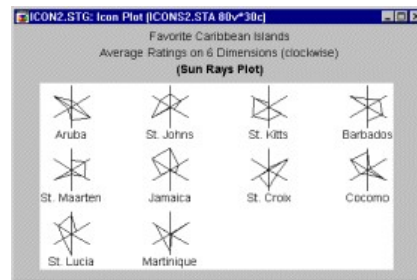 ICON2.STG: Icon Plot (ICONS2.STA 80v*30c)
Favorite Caribbean Islands
Average Ratings on 6 Dimensions (clockwise)
(Sun Rays Plot)
Aruba St. Johns St. Kitts Barbados
St. Maarten Jamaica St. Croix Cocomo
St. Lucia Martinique